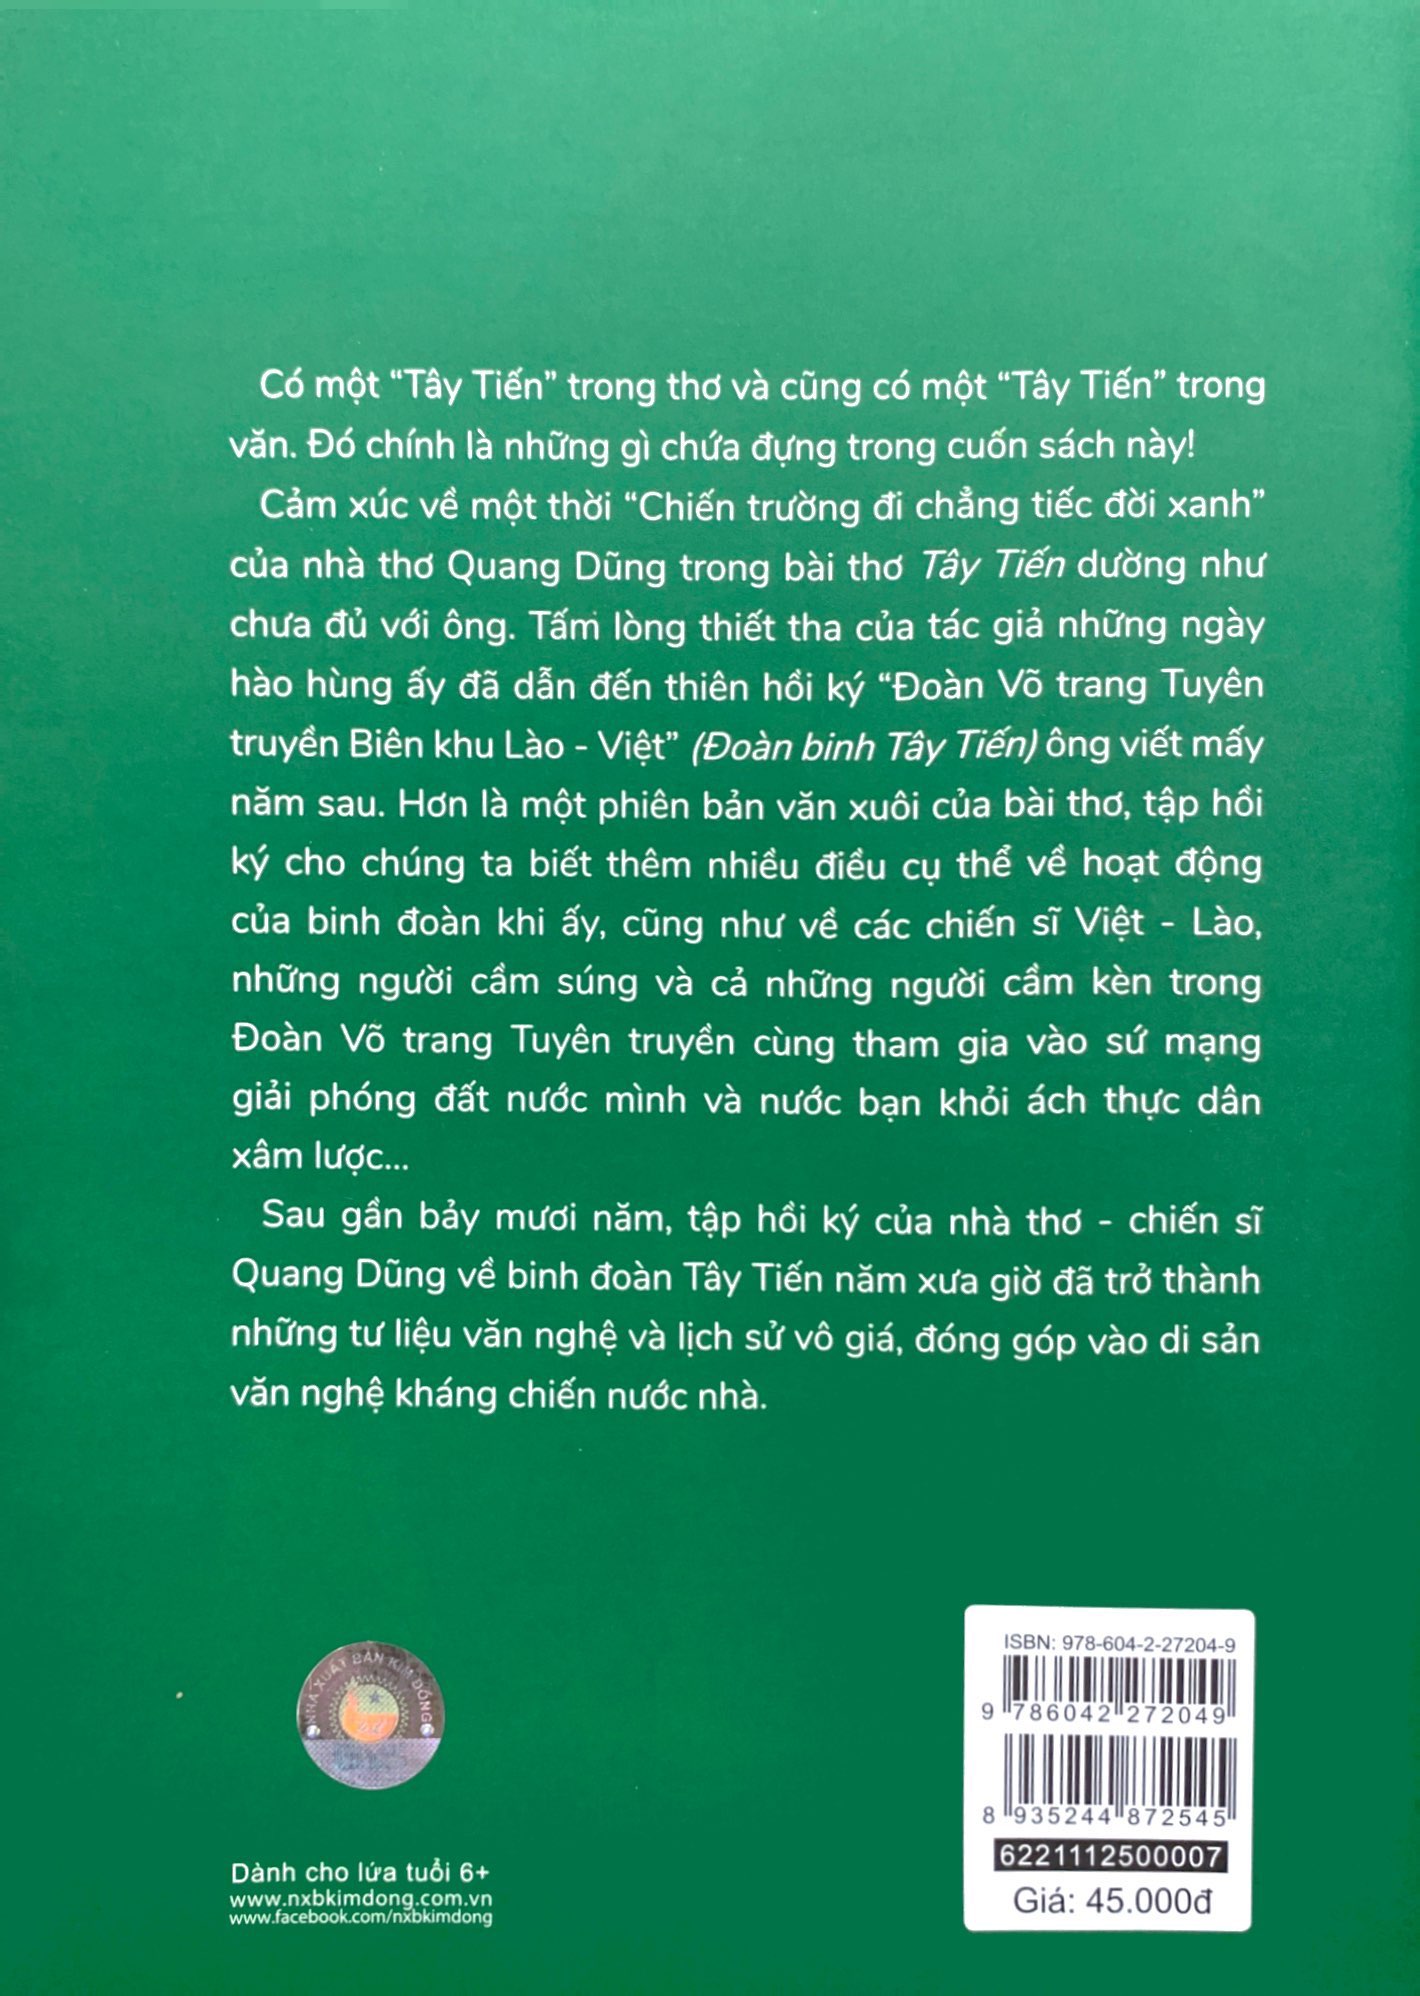 Có một “Tây Tiến” trong thơ và cũng có một “Tây Tiến” trong
văn. Đó chính là những gì chứa đựng trong cuốn sách này!
Cảm xúc về một thời “Chiến trường đi chẳng tiếc đời xanh”
của nhà thơ Quang Dũng trong bài thơ Tây Tiến dường như
chưa đủ với ông. Tấm lòng thiết tha của tác giả những ngày
hào hùng ấy đã dẫn đến thiên hồi ký “Đoàn Võ trang Tuyên
truyền Biên khu Lào - Việt” (Đoàn binh Tây Tiến) ông viết mấy
năm sau. Hơn là một phiên bản văn xuôi của bài thơ, tập hồi
ký cho chúng ta biết thêm nhiều điều cụ thể về hoạt động
của binh đoàn khi ấy, cũng như về các chiến sĩ Việt - Lào,
những người cầm súng và cả những người cầm kèn trong
Đoàn Võ trang Tuyên truyền cùng tham gia vào sứ mạng
giải phóng đất nước mình và nước bạn khỏi ách thực dân
xâm lược...
Sau gần bảy mươi năm, tập hồi ký của nhà thơ - chiến sĩ
Quang Dũng về binh đoàn Tây Tiến năm xưa giờ đã trở thành
những tư liệu văn nghệ và lịch sử vô giá, đóng góp vào di sản
văn nghệ kháng chiến nước nhà.
NHÀ XUẤT BẢN KIM ĐỒNG
Dành cho lứa tuổi 6+
www.nxbkimdong.com.vn
www.facebook.com/nxbkimdong
ISBN: 978-604-2-27204-9
9 786042 272049
8 935244 872545
6221112500007
Giá: 45.000đ